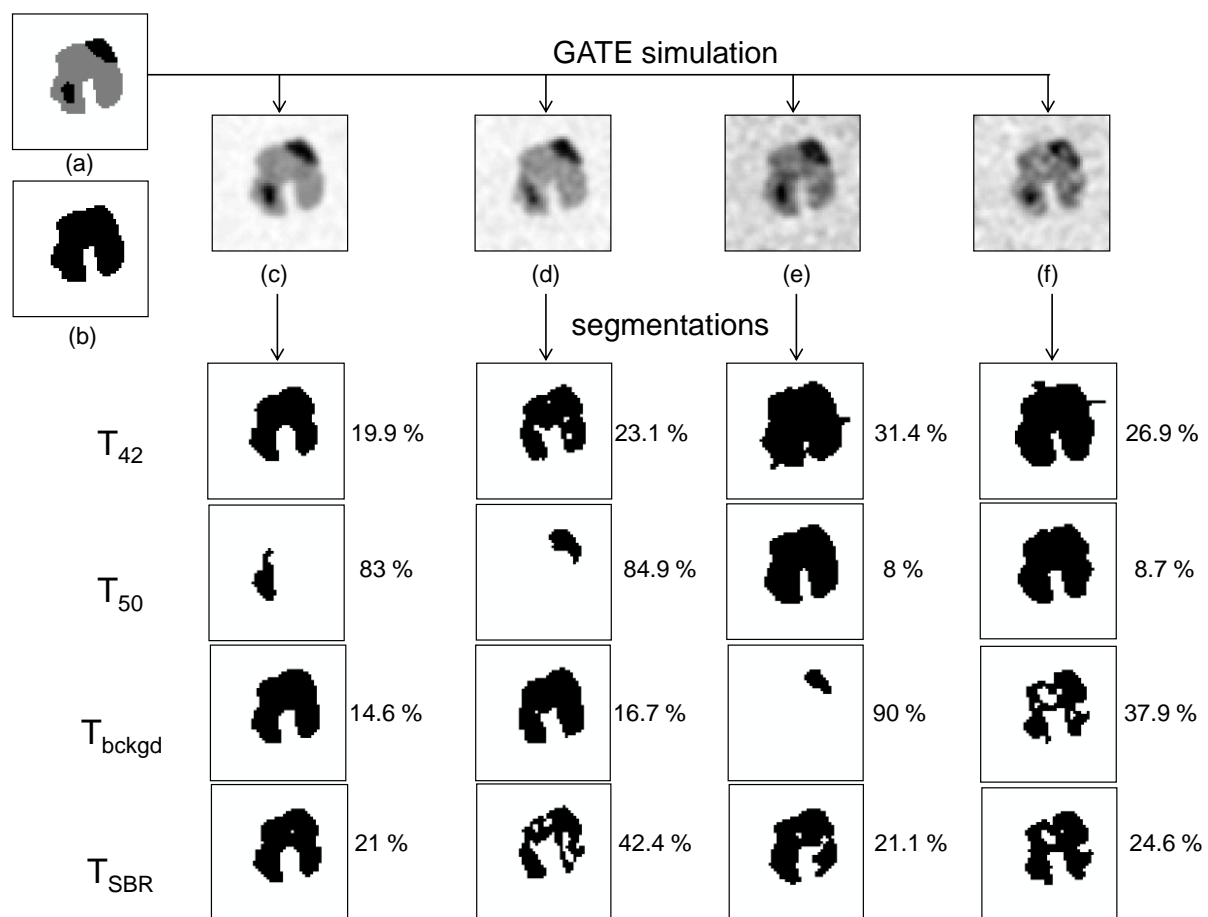 GATE simulation
(a)
(b)
(c) (d) (e) (f)
segmentations
T42 19.9 % 23.1 % 31.4 % 26.9 %
T50 83 % 84.9 % 8 % 8.7 %
Tbckgd 14.6 % 16.7 % 90 % 37.9 %
TSBR 21 % 42.4 % 21.1 % 24.6 %